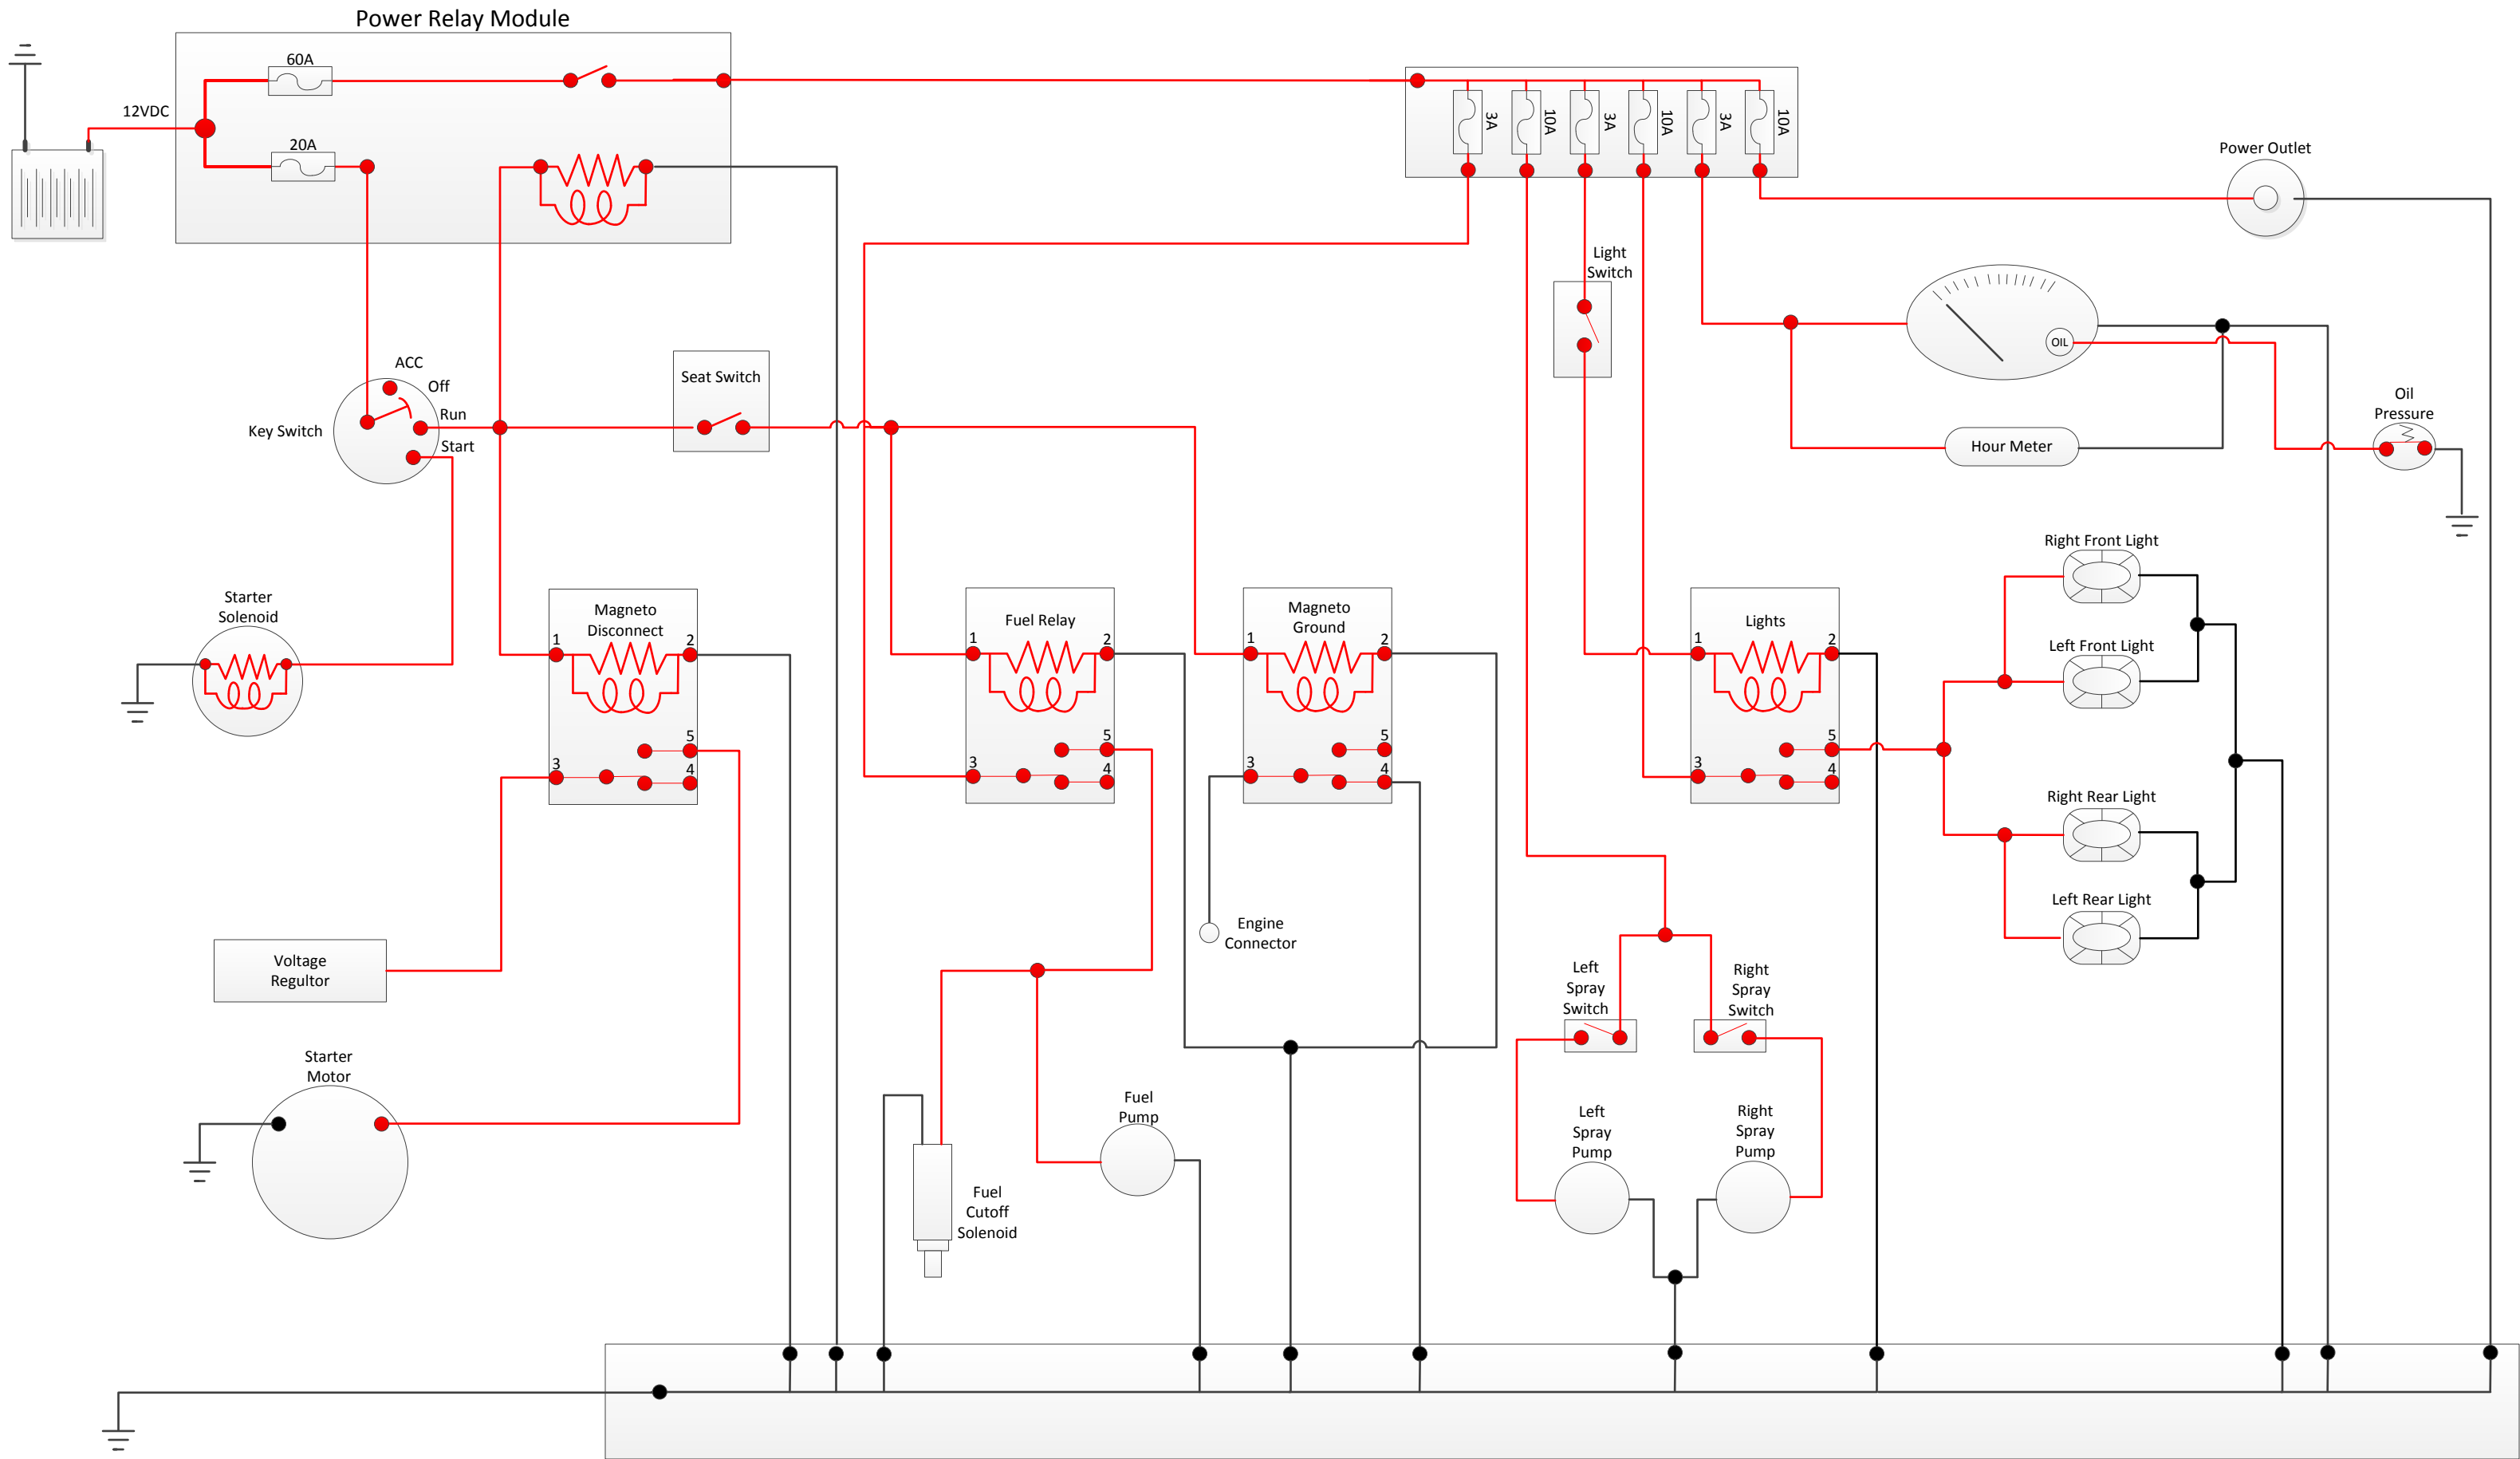 Power Relay Module
60A
12VDC
20A
3A
10A
3A
10A
3A
10A
Power Outlet
Light
Switch
OIL
ACC
Off
Run
Key Switch
Start
Seat Switch
Oil
Pressure
Hour Meter
Right Front Light
Left Front Light
Starter
Solenoid
Magneto
Disconnect
1
2
5
3
4
Fuel Relay
1
2
5
3
4
Magneto
Ground
1
2
5
3
4
Lights
1
2
5
3
4
Right Rear Light
Left Rear Light
Engine
Connector
Voltage
Regultor
Left
Spray
Switch
Right
Spray
Switch
Starter
Motor
Fuel
Pump
Left
Spray
Pump
Right
Spray
Pump
Fuel
Cutoff
Solenoid